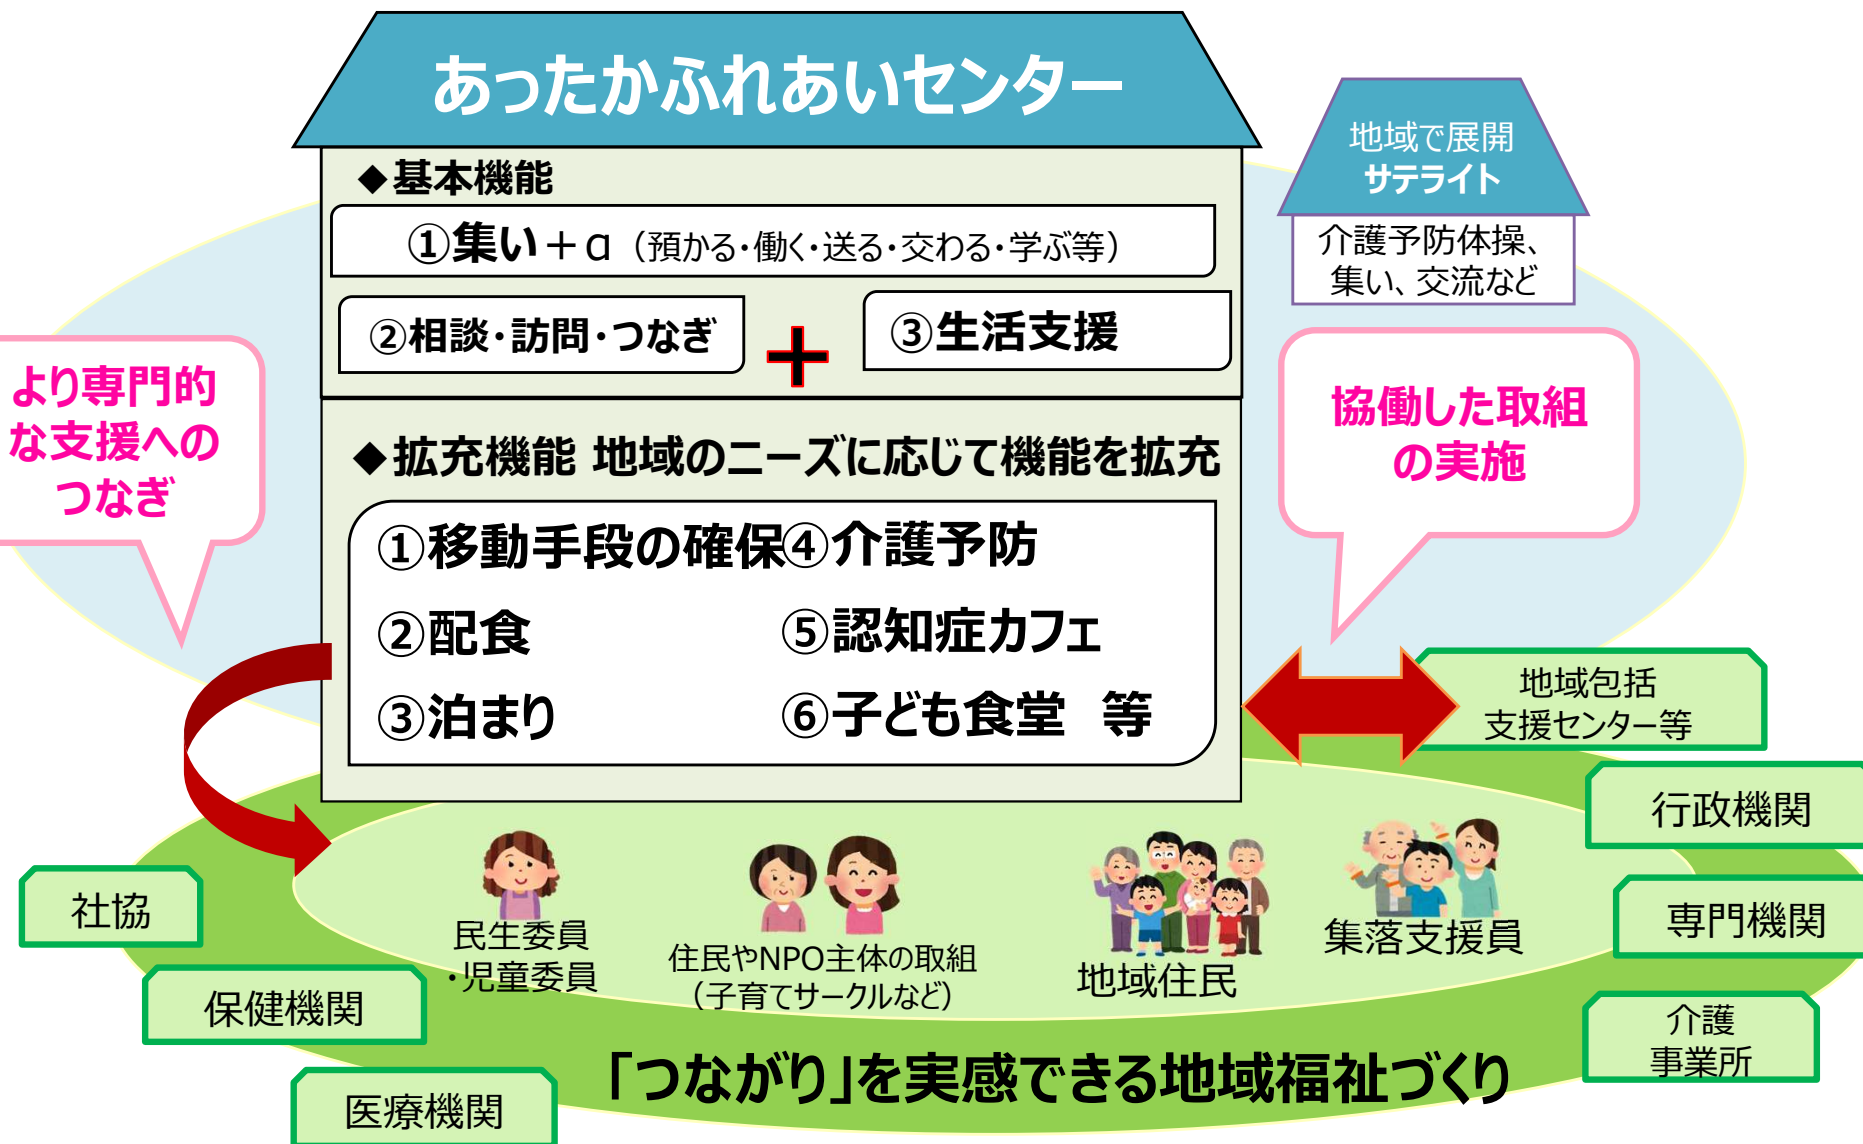 あったかふれあいセンター
◆基本機能
①集い＋α（預かる・働く・送る・交わる・学ぶ等）
②相談・訪問・つなぎ
＋
③生活支援
◆拡充機能 地域のニーズに応じて機能を拡充
①移動手段の確保④介護予防
②配食 ⑤認知症カフェ
③泊まり ⑥子ども食堂　等
地域で展開
サテライト
介護予防体操、
集い、交流など
より専門的
な支援への
つなぎ
協働した取組
の実施
地域包括
支援センター等
行政機関
専門機関
介護
事業所
社協
保健機関
医療機関
民生委員
・児童委員
住民やNPO主体の取組
（子育てサークルなど）
地域住民
集落支援員
「つながり」を実感できる地域福祉づくり